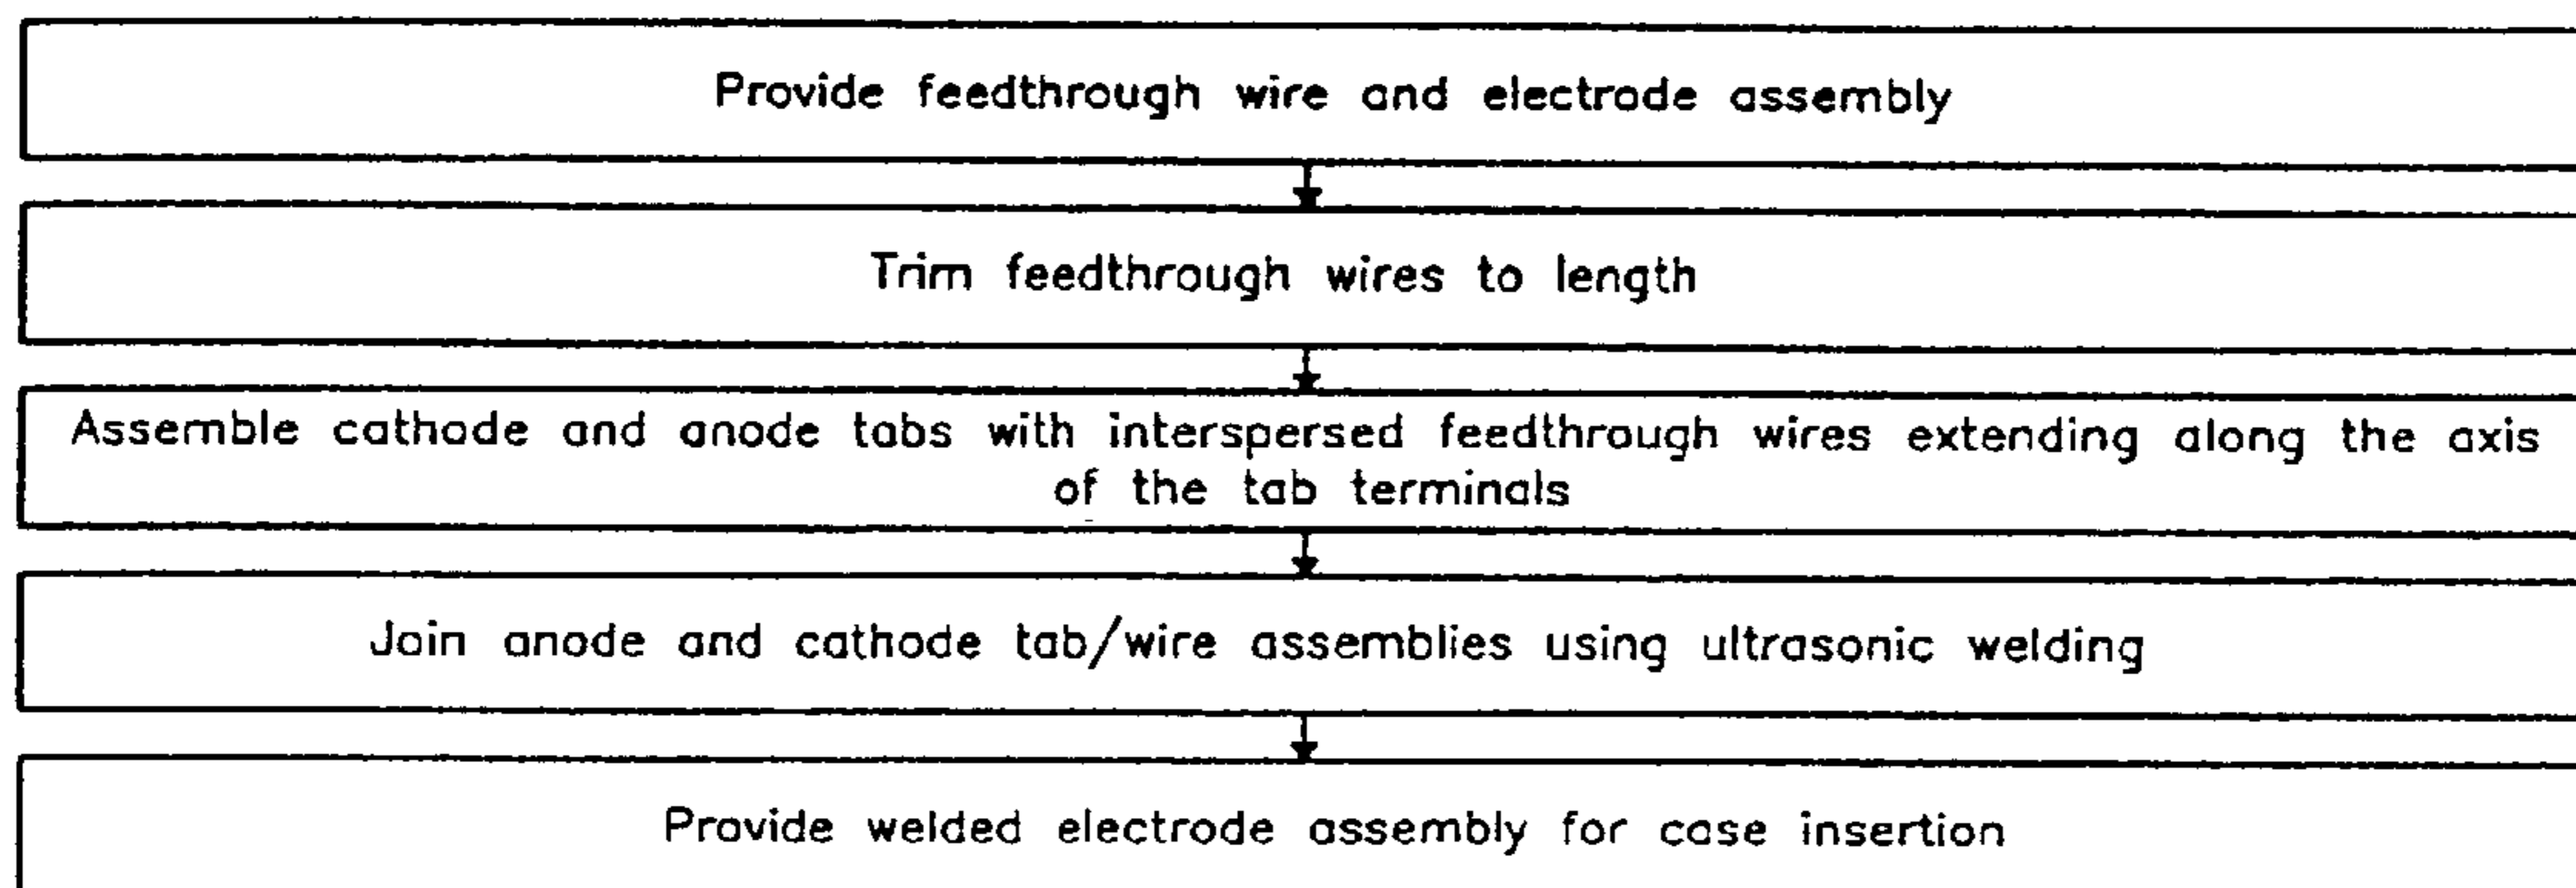 Provide feedthrough wire and electrode assembly
Trim feedthrough wires to length
Assemble cathode and anode tabs with interspersed feedthrough wires extending along the axis
of the tab terminals
Join anode and cathode tab/wire assemblies using ultrasonic welding
Provide welded electrode assembly for case insertion